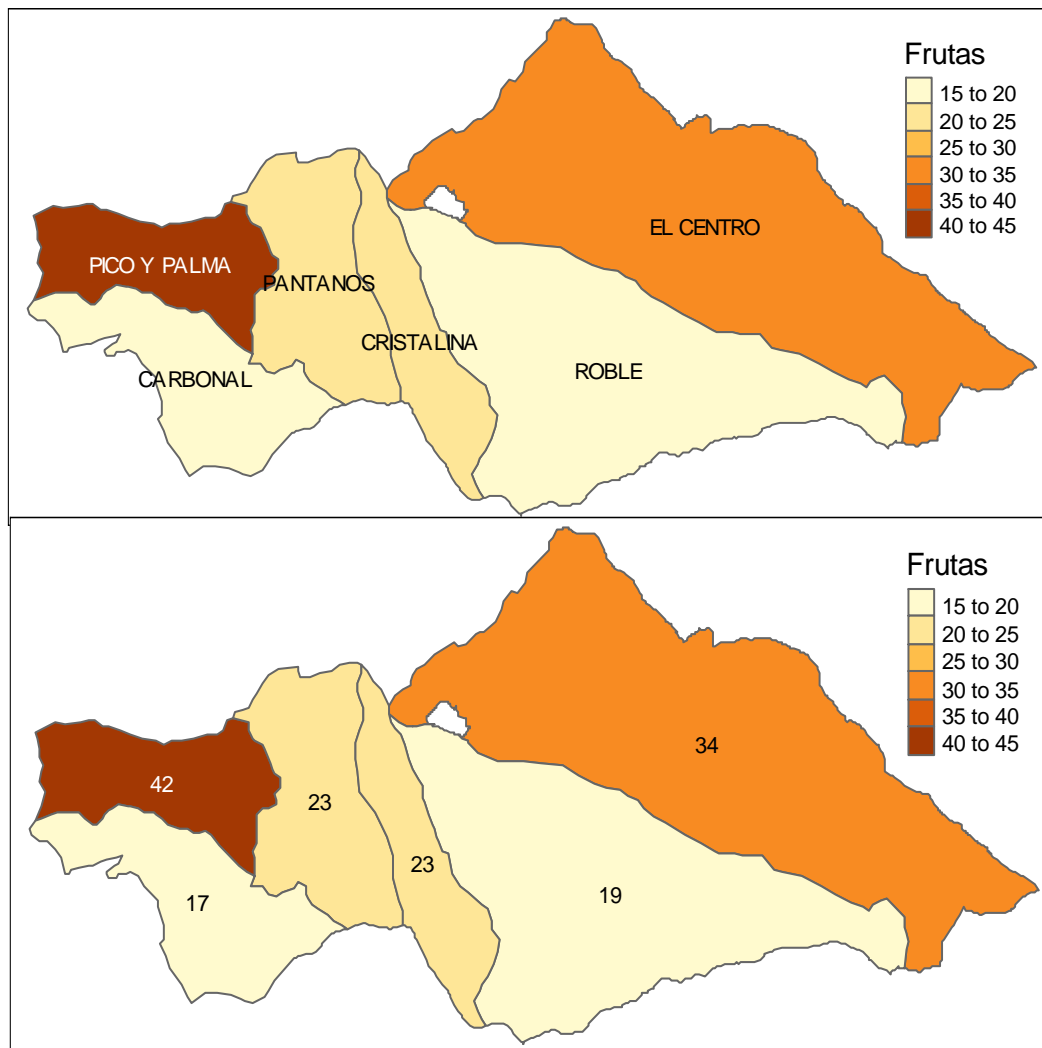 Frutas
15 to 20
20 to 25
25 to 30
30 to 35
35 to 40
40 to 45
EL CENTRO
PICO Y PALMA
PANTANOS
CRISTALINA
ROBLE
CARBONAL
Frutas
15 to 20
20 to 25
25 to 30
30 to 35
35 to 40
40 to 45
34
42
23
23
19
17